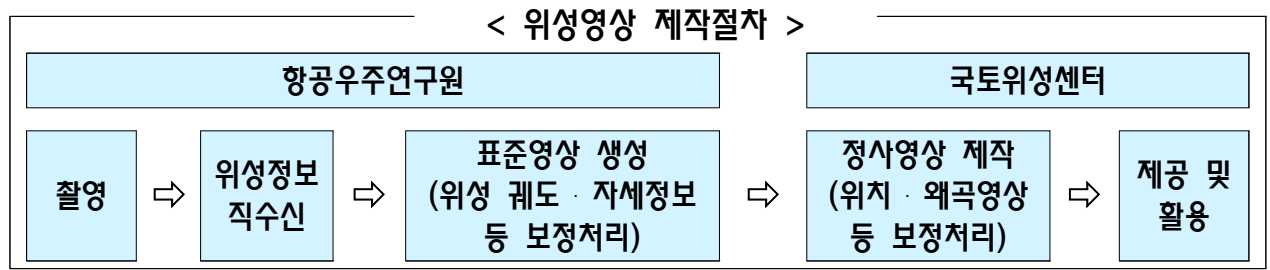 < 위성영상 제작절차 >
항공우주연구원
국토위성센터
촬영
⇨
위성정보
직수신
⇨
표준영상 생성
(위성 궤도 · 자세정보
등 보정처리)
⇨
정사영상 제작
(위치 · 왜곡영상
등 보정처리)
⇨
제공 및
활용